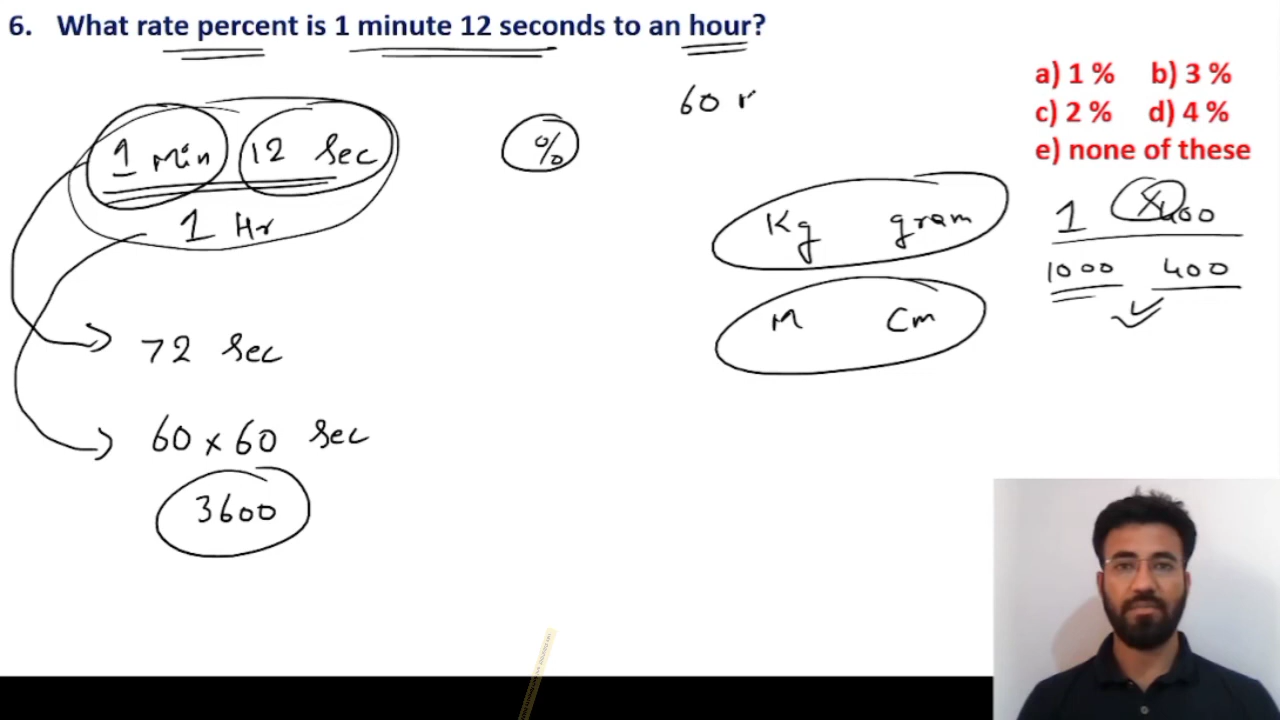 6. What rate percent is 1 minute 12 seconds to an hour?
a) 1 % b) 3 %
c) 2 % d) 4 %
e) none of these
60
1 Min 12 Sec
1 Hr
%
Kg gram
M Cm
1 400
1000 400
72 Sec
60 x 60 Sec
3600